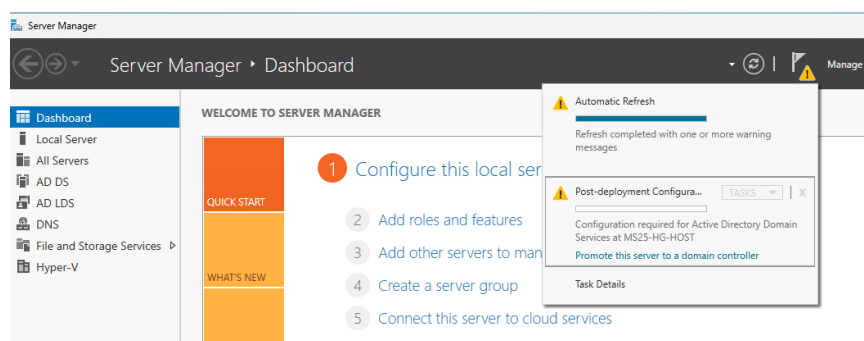 Server Manager
Server Manager • Dashboard
Manage
Dashboard
Local Server
All Servers
AD DS
AD LDS
DNS
File and Storage Services
Hyper-V
WELCOME TO SERVER MANAGER
QUICK START
WHAT'S NEW
1 Configure this local ser
2 Add roles and features
3 Add other servers to man
4 Create a server group
5 Connect this server to cloud services
Automatic Refresh
Refresh completed with one or more warning
messages
Post-deployment Configura... TASKS X
Configuration required for Active Directory Domain
Services at MS25-HG-HOST
Promote this server to a domain controller
Task Details